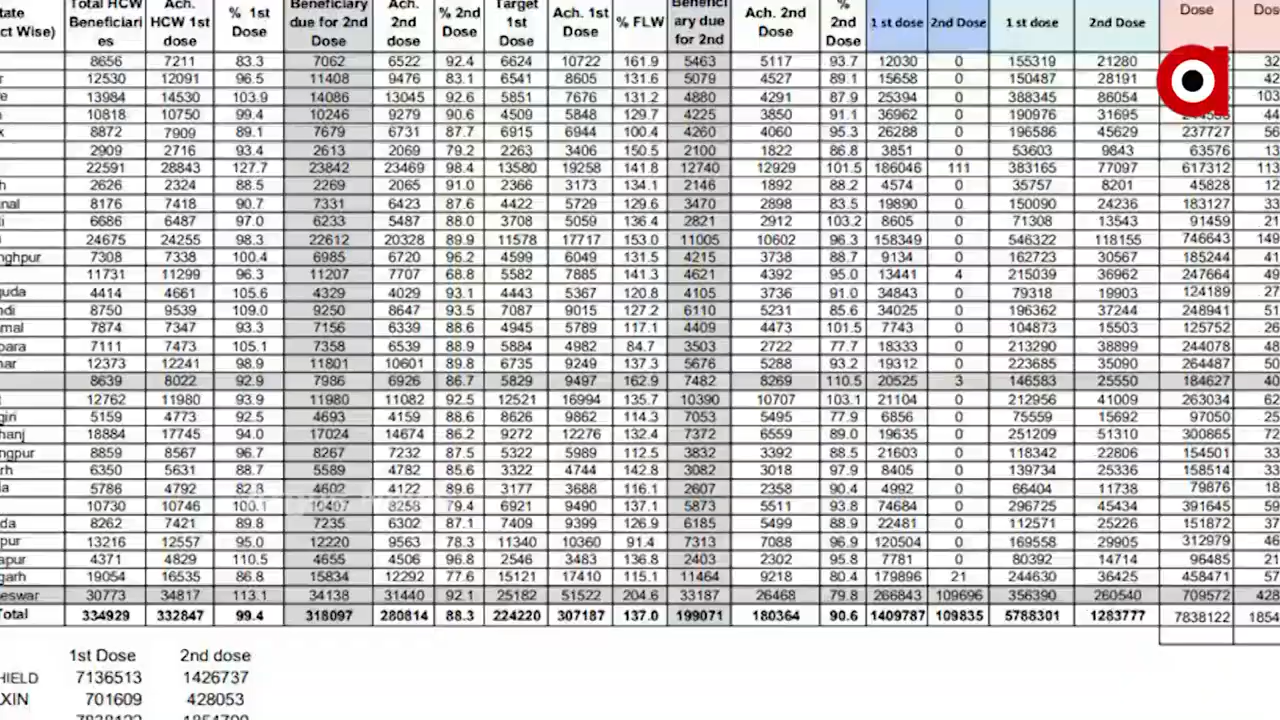 tate Total HCW Ach. % 1st Beneficiary Ach. % 2nd Target Ach. 1st % FLW Benefici Ach. 2nd % 1 st dose 2nd Dose 1 st dose 2nd Dose Dose Dos
ct Wise) Beneficiari HCW 1st Dose due for 2nd 2nd Dose 1st Dose ary due Dose 2nd
es dose Dose dose Dose for 2nd Dose
8656 7211 83.3 7062 6522 92.4 6624 10722 161.9 5463 5117 93.7 12030 0 155319 21280 32
r 12530 12091 96.5 11408 9476 83.1 6541 8605 131.6 5079 4527 89.1 15658 0 150487 28191 42
e 13984 14530 103.9 14086 13045 92.6 5851 7676 131.2 4880 4291 87.9 25394 0 388345 86054 103
10818 10750 99.4 10246 9279 90.6 4509 5848 129.7 4225 3850 91.1 36962 0 190976 31695 44
x 8872 7909 89.1 7679 6731 87.7 6915 6944 100.4 4260 4060 95.3 26288 0 196586 45629 237727 56
2909 2716 93.4 2613 2069 79.2 2263 3406 150.5 2100 1822 86.8 3851 0 53603 9843 63576 13
22591 28843 127.7 23842 23469 98.4 13580 19258 141.8 12740 12929 101.5 186046 111 383165 77097 617312 113
h 2626 2324 88.5 2269 2065 91.0 2366 3173 134.1 2146 1892 88.2 4574 0 35757 8201 45828 12
nal 8176 7418 90.7 7331 6423 87.6 4422 5729 129.6 3470 2898 83.5 19890 0 150090 24236 183127 33
i 6686 6487 97.0 6233 5487 88.0 3708 5059 136.4 2821 2912 103.2 8605 0 71308 13543 91459 21
24675 24255 98.3 22612 20328 89.9 11578 17717 153.0 11005 10602 96.3 158349 0 546322 118155 746643 149
nghpur 7308 7338 100.4 6985 6720 96.2 4599 6049 131.5 4215 3738 88.7 9134 0 162723 30567 185244 41
11731 11299 96.3 11207 7707 68.8 5582 7885 141.3 4621 4392 95.0 13441 4 215039 36962 247664 49
guda 4414 4661 105.6 4329 4029 93.1 4443 5367 120.8 4105 3736 91.0 34843 0 79318 19903 124189 27
ndi 8750 9539 109.0 9250 8647 93.5 7087 9015 127.2 6110 5231 85.6 34025 0 196362 37244 248941 51
mal 7874 7347 93.3 7156 6339 88.6 4945 5789 117.1 4409 4473 101.5 7743 0 104873 15503 125752 26
para 7111 7473 105.1 7358 6539 88.9 5884 4982 84.7 3503 2722 77.7 18333 0 213290 38899 244078 48
nar 12373 12241 98.9 11801 10601 89.8 6735 9249 137.3 5676 5288 93.2 19312 0 223685 35090 264487 50
8639 8022 92.9 7986 6926 86.7 5829 9497 162.9 7482 8269 110.5 20525 3 146583 25550 184627 40
t 12762 11980 93.9 11980 11082 92.5 12521 16994 135.7 10390 10707 103.1 21104 0 212956 41009 263034 62
giri 5159 4773 92.5 4693 4159 88.6 8626 9862 114.3 7053 5495 77.9 6856 0 75559 15692 97050 25
hanj 18884 17745 94.0 17024 14674 86.2 9272 12276 132.4 7372 6559 89.0 19635 0 251209 51310 300865 72
ngpur 8859 8567 96.7 8267 7232 87.5 5322 5989 112.5 3832 3392 88.5 21603 0 118342 22806 154501 33
rh 6350 5631 88.7 5589 4782 85.6 3322 4744 142.8 3082 3018 97.9 8405 0 139734 25336 158514 33
la 5786 4792 82.8 4602 4122 89.6 3177 3688 116.1 2607 2358 90.4 4992 0 66404 11738 79876 18
10730 10746 100.1 10407 8258 79.4 6921 9490 137.1 5873 5511 93.8 74684 0 296725 45434 391645 59
da 8262 7421 89.8 7235 6302 87.1 7409 9399 126.9 6185 5499 88.9 22481 0 112571 25226 151872 37
pur 13216 12557 95.0 12220 9563 78.3 11340 10360 91.4 7313 7088 96.9 120504 0 169558 29905 312979 46
apur 4371 4829 110.5 4655 4506 96.8 2546 3483 136.8 2403 2302 95.8 7781 0 80392 14714 96485 21
garh 19054 16535 86.8 15834 12292 77.6 15121 17410 115.1 11464 9218 80.4 179896 21 244630 36425 458471 57
eswar 30773 34817 113.1 34138 31440 92.1 25182 51522 204.6 33187 26468 79.8 266843 109696 356390 260540 709572 428
Total 334929 332847 99.4 318097 280814 88.3 224220 307187 137.0 199071 180364 90.6 1409787 109835 5788301 1283777 7838122 1854
1st Dose 2nd dose
HIELD 7136513 1426737
XIN 701609 428053
7838122 1854790